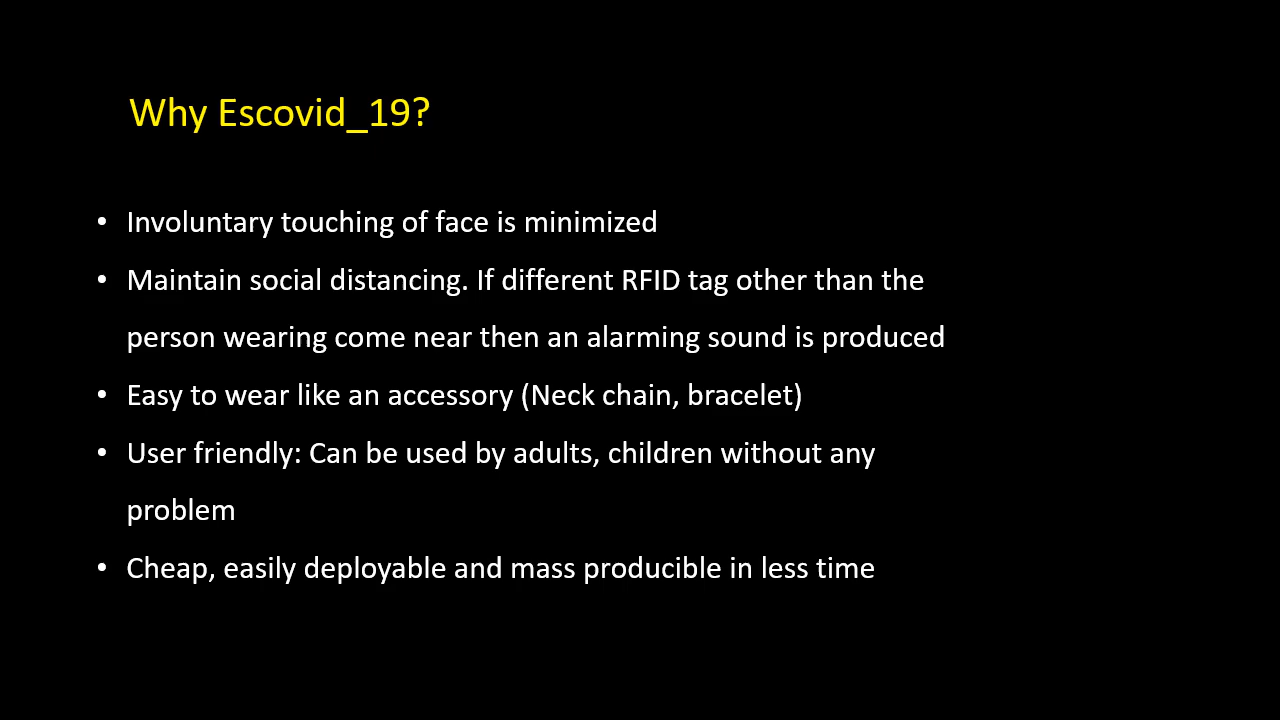 Why Escovid_19?
• Involuntary touching of face is minimized
• Maintain social distancing. If different RFID tag other than the
person wearing come near then an alarming sound is produced
• Easy to wear like an accessory (Neck chain, bracelet)
• User friendly: Can be used by adults, children without any
problem
• Cheap, easily deployable and mass producible in less time